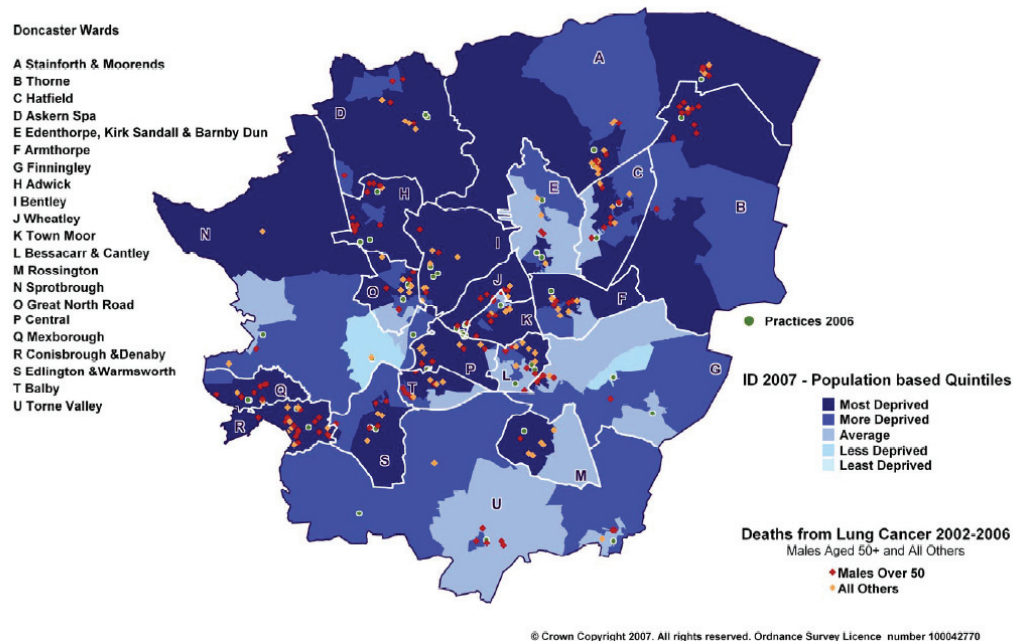 Doncaster Wards
A Stainforth & Moorends
B Thorne
C Hatfield
D Askern Spa
E Edenthorpe, Kirk Sandall & Barnby Dun
F Armthorpe
G Finningley
H Adwick
I Bentley
J Wheatley
K Town Moor
L Bessacarr & Cantley
M Rossington
N Sprotbrough
O Great North Road
P Central
Q Mexborough
R Conisbrough &Denaby
S Edlington &Warmsworth
T Balby
U Torne Valley
A
D
C
E
H
B
N
I
J
O
F
K
P
L
G
T
Q
R
S
M
U
Practices 2006
ID 2007 - Population based Quintiles
Most Deprived
More Deprived
Average
Less Deprived
Least Deprived
Deaths from Lung Cancer 2002-2006
Males Aged 50+ and All Others
Males Over 50
All Others
© Crown Copyright 2007. All rights reserved. Ordnance Survey Licence number 100042770